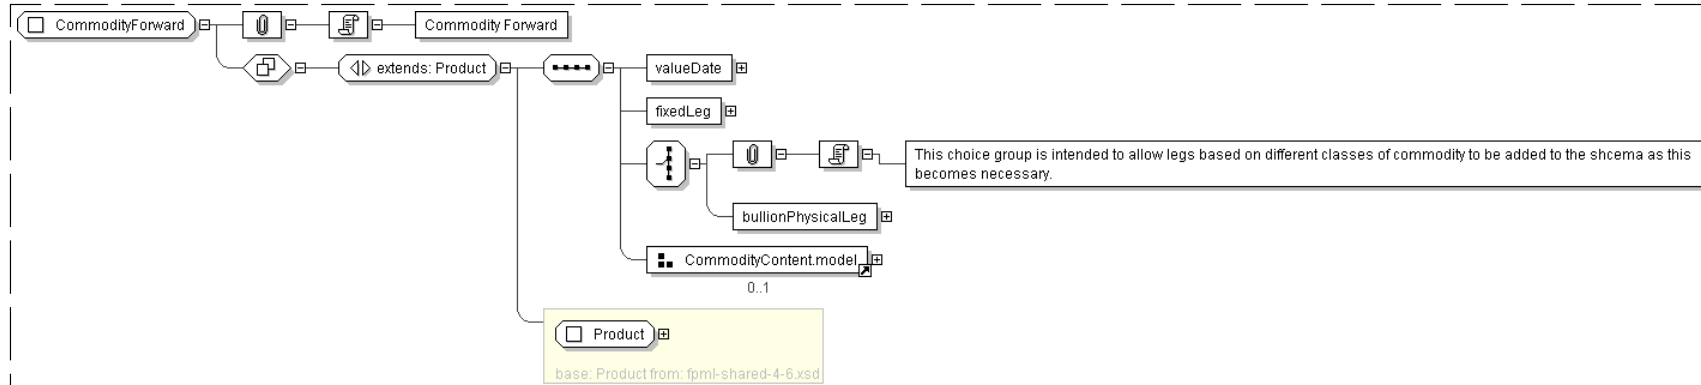 CommodityForward
Commodity Forward
extends: Product
valueDate
fixedLeg
This choice group is intended to allow legs based on different classes of commodity to be added to the shcema as this
becomes necessary.
bullionPhysicalLeg
CommodityContent.model
0..1
Product
base: Product from: fpml-shared-4-6.xsd